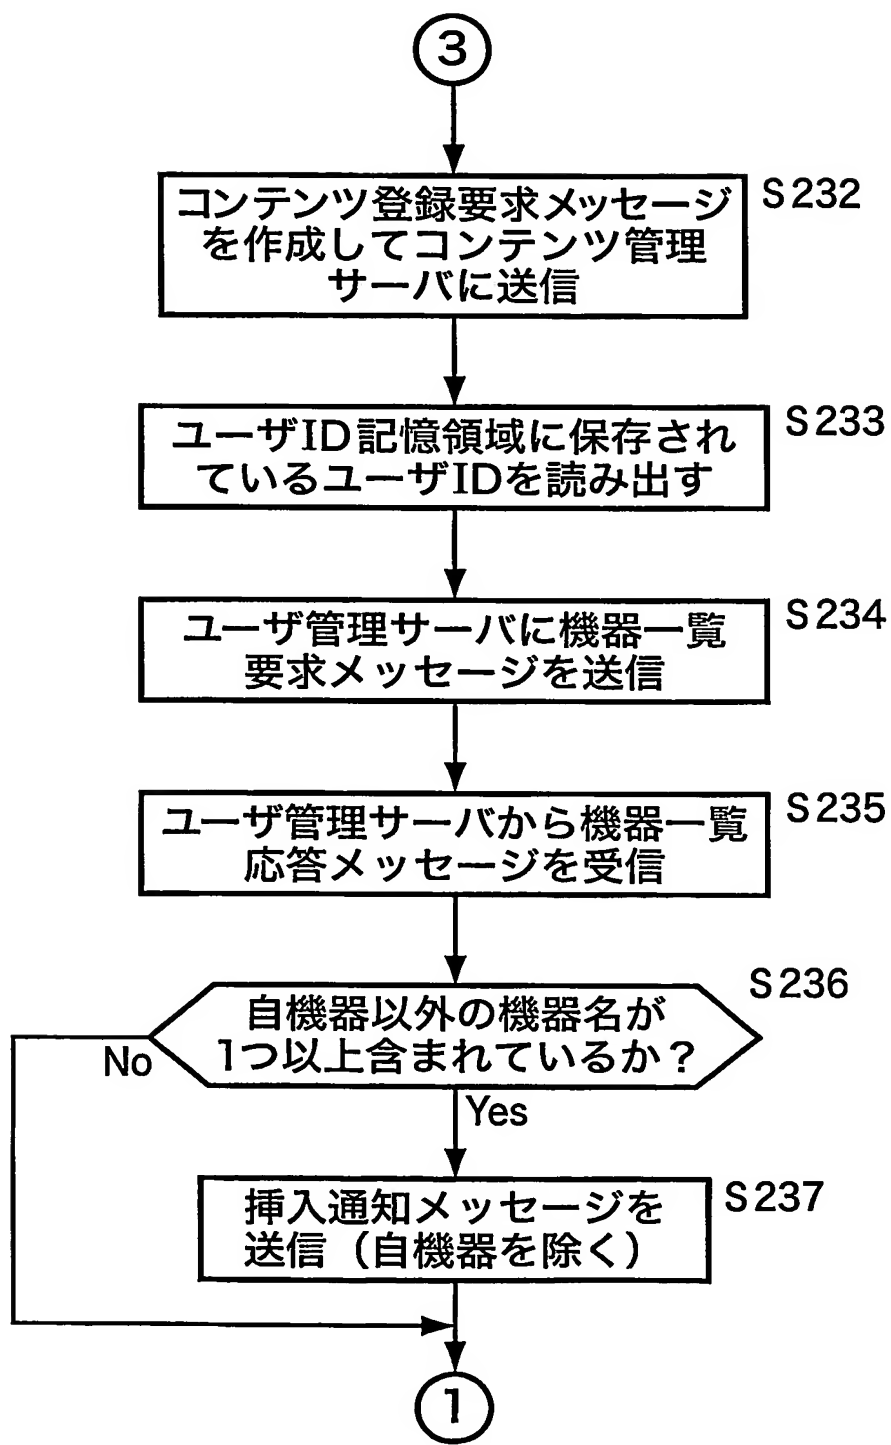 3
コンテンツ登録要求メッセージ
を作成してコンテンツ管理
サーバに送信
S232
ユーザID記憶領域に保存され
ているユーザIDを読み出す
S233
ユーザ管理サーバに機器一覧
要求メッセージを送信
S234
ユーザ管理サーバから機器一覧
応答メッセージを受信
S235
自機器以外の機器名が
1つ以上含まれているか？
S236
No
Yes
挿入通知メッセージを
送信（自機器を除く）
S237
1